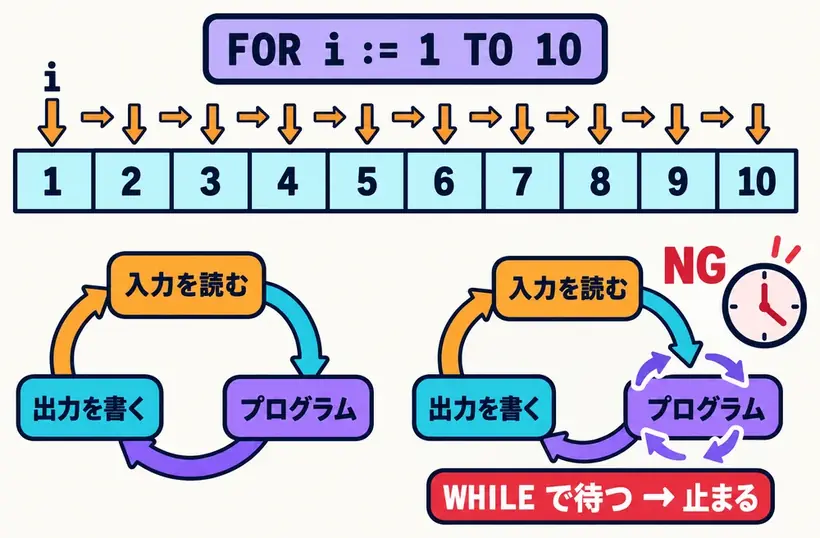 FOR i := 1 TO 10
i
1 2 3 4 5 6 7 8 9 10
入力を読む
出力を書く
プログラム
NG
入力を読む
出力を書く
プログラム
WHILE で待つ → 止まる